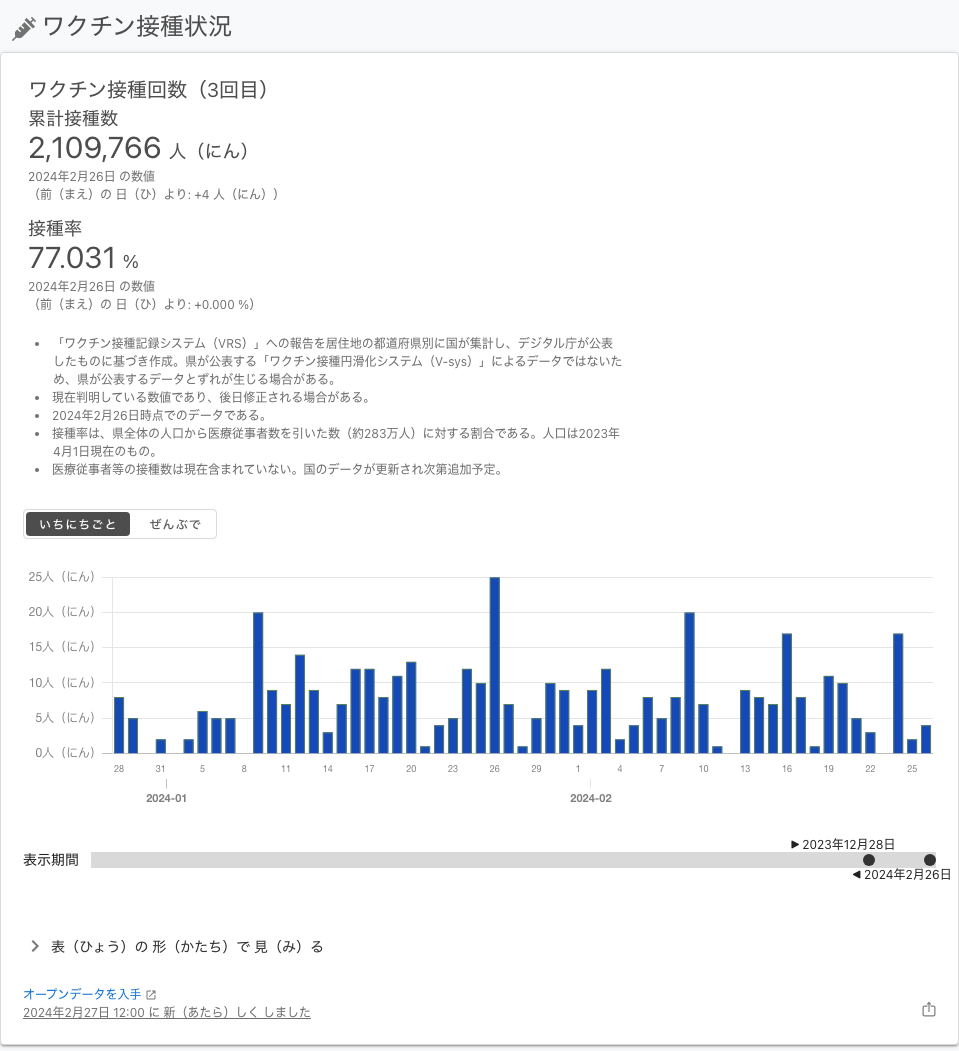 ワクチン接種状況
ワクチン接種回数（3回目）
累計接種数
2,109,766 人（にん）
2024年2月26日 の数値
（前（まえ）の 日（ひ）より: +4 人（にん））
接種率
77.031 %
2024年2月26日 の数値
（前（まえ）の 日（ひ）より: +0.000 %）
• 「ワクチン接種記録システム（VRS）」への報告を居住地の都道府県別に国が集計し、デジタル庁が公表
したものに基づき作成。県が公表する「ワクチン接種円滑化システム（V-sys）」によるデータではないた
め、県が公表するデータとずれが生じる場合がある。
• 現在判明している数値であり、後日修正される場合がある。
• 2024年2月26日時点でのデータである。
• 接種率は、県全体の人口から医療従事者数を引いた数（約283万人）に対する割合である。人口は2023年
4月1日現在のもの。
• 医療従事者等の接種数は現在含まれていない。国のデータが更新され次第追加予定。
いちにちごと ぜんぶで
25人（にん）
20人（にん）
15人（にん）
10人（にん）
5人（にん）
0人（にん）
28 31 5 8 11 14 17 20 23 26 29 1 4 7 10 13 16 19 22 25
2024-01 2024-02
2023年12月28日
表示期間
2024年2月26日
表（ひょう）の 形（かたち）で 見（み）る
オープンデータを入手
2024年2月27日 12:00 に 新（あたら）しく しました